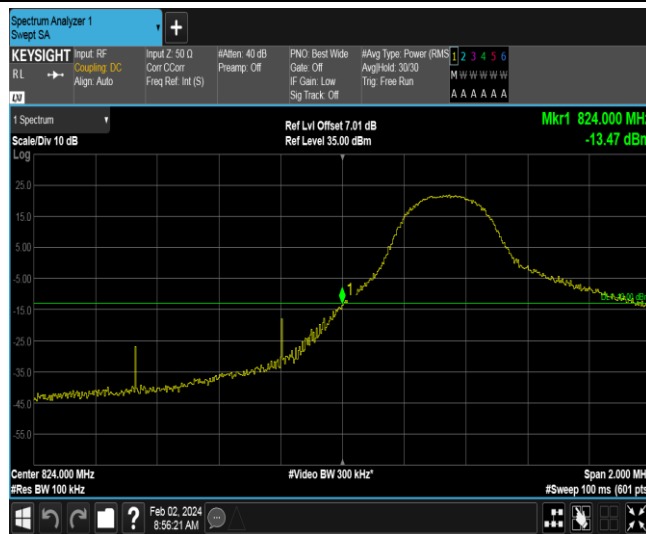 Spectrum Analyzer 1
Swept SA
+
KEYSIGHT Input: RF Input Z: 50 Ω #Atten: 40 dB PNO: Best Wide #Avg Type: Power (RMS 1 2 3 4 5 6
RL Coupling: DC Corr CCorr Preamp: Off Gate: Off Avg|Hold: 30/30 M W W W W W
Align: Auto Freq Ref: Int (S) IF Gain: Low Trig: Free Run
LXI Sig Track: Off A A A A A A
1 Spectrum Ref Lvl Offset 7.01 dB Mkr1 824.000 MHz
Scale/Div 10 dB Ref Level 35.00 dBm -13.47 dBm
Log
25.0
15.0
5.00
-5.00
1
-15.0
-25.0
-35.0
-45.0
-55.0
Center 824.000 MHz #Video BW 300 kHz* Span 2.000 MHz
#Res BW 100 kHz #Sweep 100 ms (601 pts)
? Feb 02, 2024
8:56:21 AM